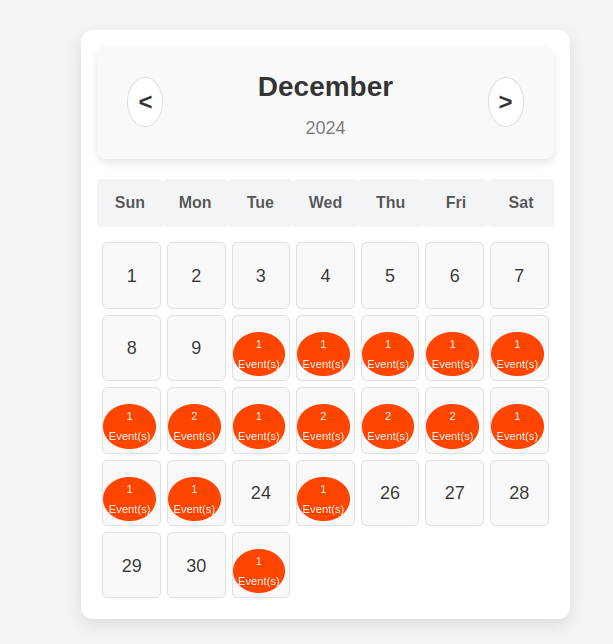 < December >
2024
Sun Mon Tue Wed Thu Fri Sat
1 2 3 4 5 6 7
8 9 1 Event(s) 1 Event(s) 1 Event(s) 1 Event(s) 1 Event(s)
1 Event(s) 2 Event(s) 1 Event(s) 2 Event(s) 2 Event(s) 2 Event(s) 1 Event(s)
1 Event(s) 1 Event(s) 24 1 Event(s) 26 27 28
29 30 1 Event(s)